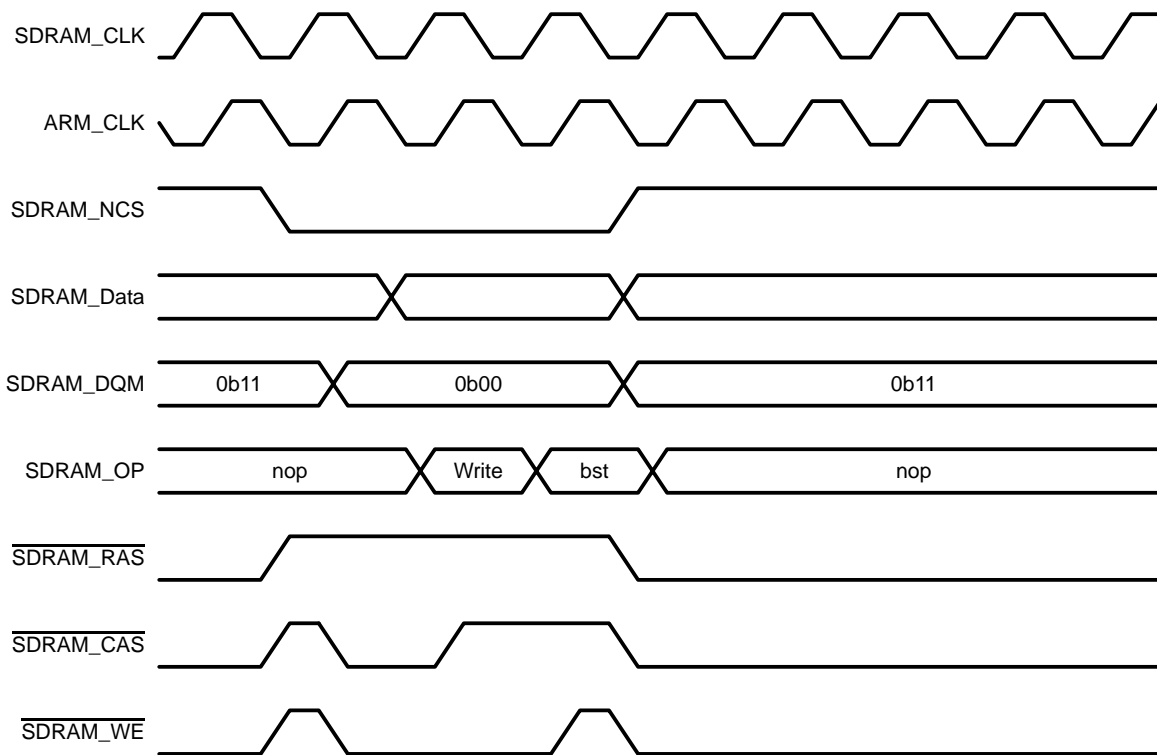 SDRAM_CLK
ARM_CLK
SDRAM_NCS
SDRAM_Data
SDRAM_DQM 0b11 0b00 0b11
SDRAM_OP nop Write bst nop
SDRAM_RAS
SDRAM_CAS
SDRAM_WE